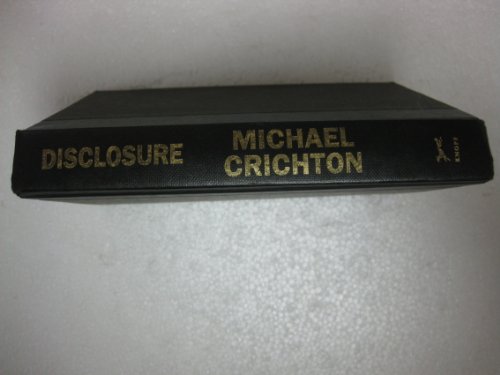 DISCLOSURE
MICHAEL
CRICHTON
KNOPF